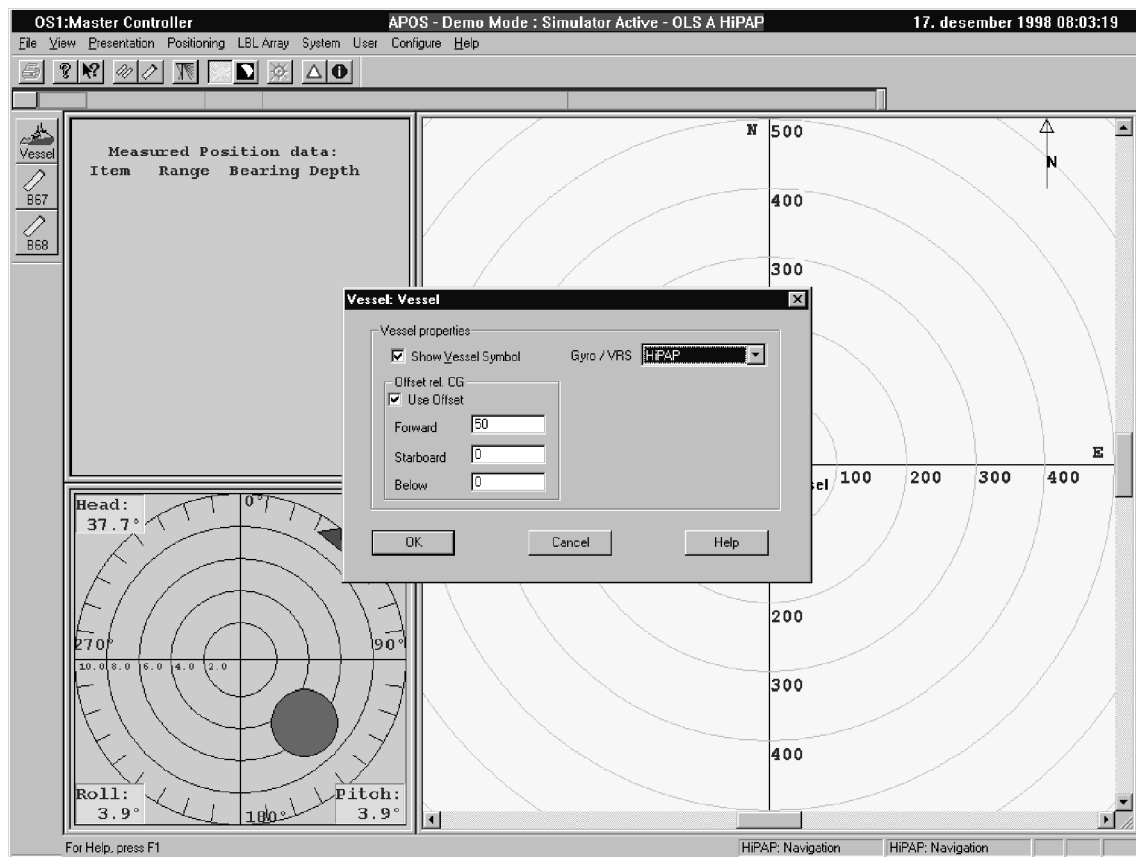 OS1:Master Controller APOS - Demo Mode : Simulator Active - OLS A HiPAP 17. desember 1998 08:03:19
File View Presentation Positioning LBL Array System User Configure Help
Vessel
B67
B68
Measured Position data:
Item Range Bearing Depth
N 500
N
400
300
Vessel: Vessel
Vessel properties
Show Vessel Symbol Gyro / VRS HiPAP
Offset rel. CG
Use Offset
Forward 50
Starboard 0
Below 0
OK Cancel Help
E
sel 100 200 300 400
200
300
400
Head:
37.7°
0°
270° 90°
10.0 8.0 6.0 4.0 2.0
Roll:
3.9°
180°
Pitch:
3.9°
For Help, press F1 HiPAP: Navigation HiPAP: Navigation